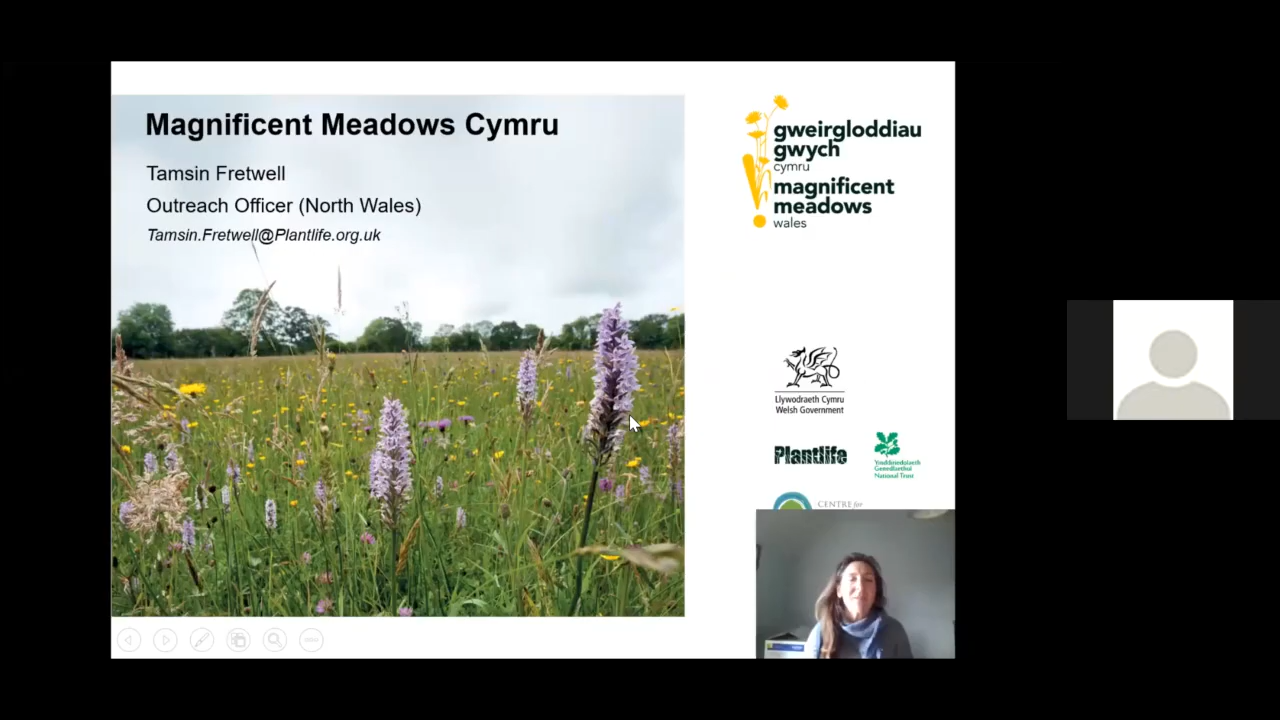 Magnificent Meadows Cymru
Tamsin Fretwell
Outreach Officer (North Wales)
Tamsin.Fretwell@Plantlife.org.uk
gweirgloddiau
gwych
cymru
magnificent
meadows
wales
Llywodraeth Cymru
Welsh Government
Plantlife
Ymddiriedolaeth
Genedlaethol
National Trust
CENTRE for